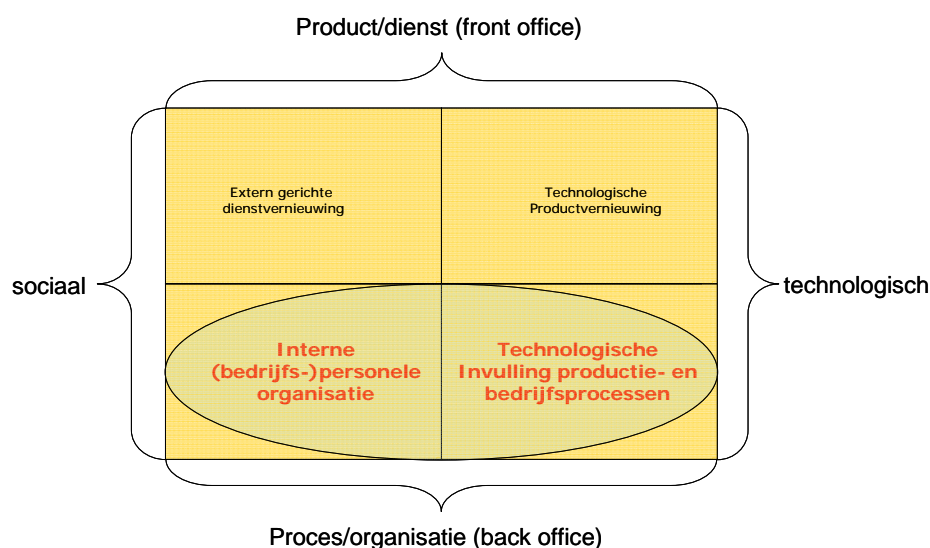 Product/dienst (front office)
Extern gerichte
dienstvernieuwing
Technologische
Productvernieuwing
sociaal
technologisch
Interne
(bedrijfs-)personele
organisatie
Technologische
Invulling productie- en
bedrijfsprocessen
Proces/organisatie (back office)